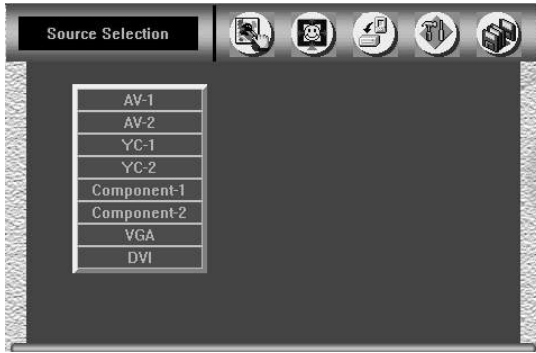 Source Selection
AV-1
AV-2
YC-1
YC-2
Component-1
Component-2
VGA
DVI